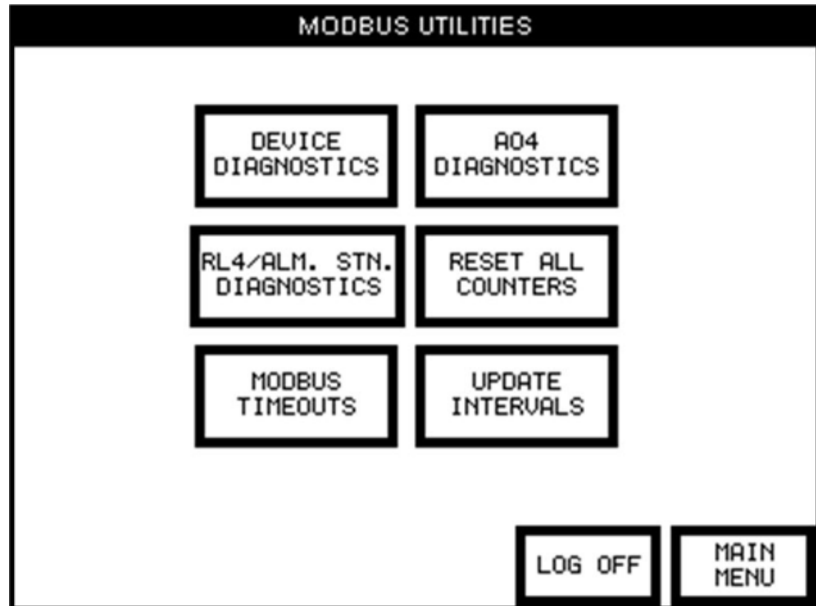 MODBUS UTILITIES
DEVICE
DIAGNOSTICS
AO4
DIAGNOSTICS
RL4/ALM. STN.
DIAGNOSTICS
RESET ALL
COUNTERS
MODBUS
TIMEOUTS
UPDATE
INTERVALS
LOG OFF
MAIN
MENU